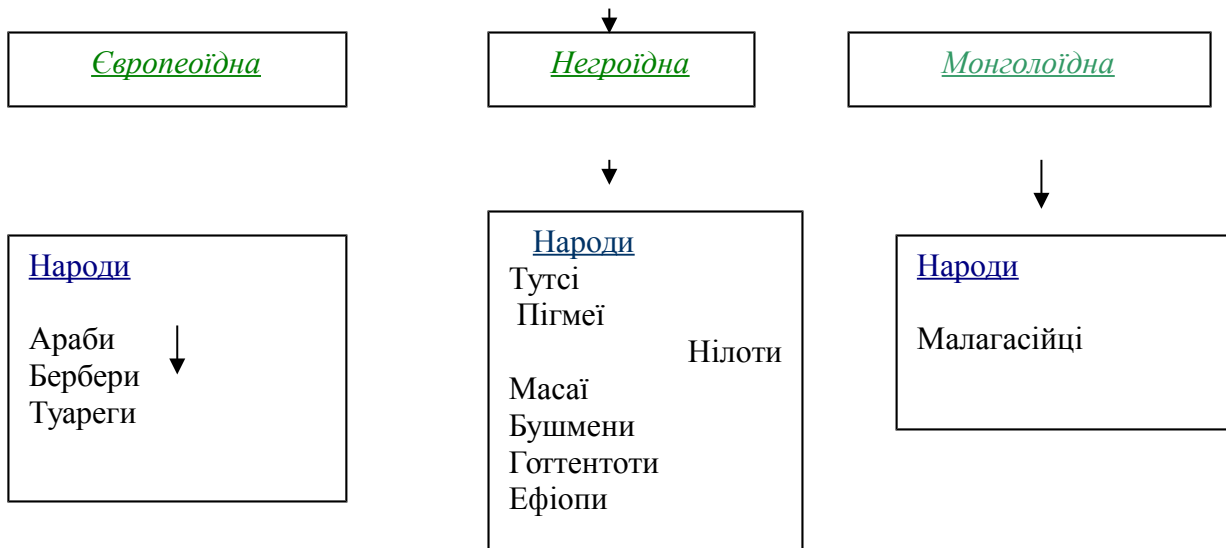 Європеоїдна
Негроїдна
Монголоїдна
Народи
Араби
Бербери
Туареги
Народи
Тутсі
Пігмеї
Нілоти
Масаї
Бушмени
Готтентоти
Ефіопи
Народи
Малагасійці